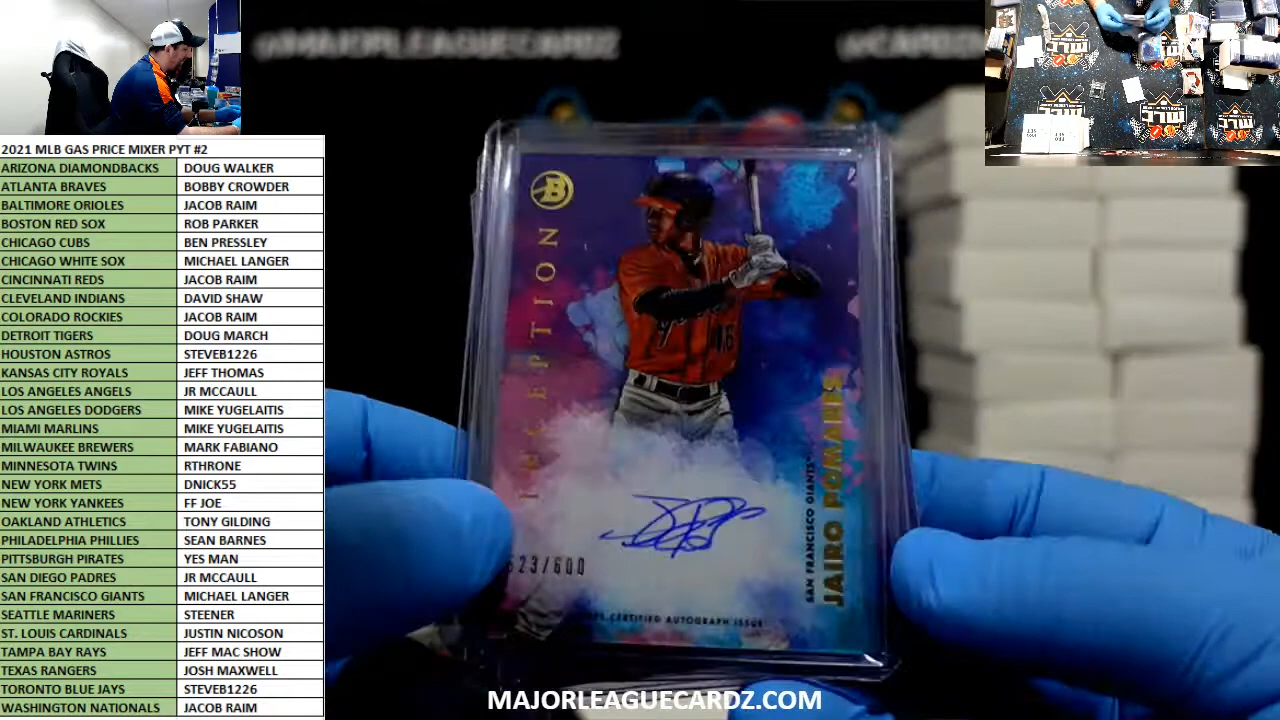 @MAJORLEAGUECARDZ
2021 MLB GAS PRICE MIXER PYT #2
ARIZONA DIAMONDBACKS DOUG WALKER
ATLANTA BRAVES BOBBY CROWDER
BALTIMORE ORIOLES JACOB RAIM
BOSTON RED SOX ROB PARKER
CHICAGO CUBS BEN PRESSLEY
CHICAGO WHITE SOX MICHAEL LANGER
CINCINNATI REDS JACOB RAIM
CLEVELAND INDIANS DAVID SHAW
COLORADO ROCKIES JACOB RAIM
DETROIT TIGERS DOUG MARCH
HOUSTON ASTROS STEVEB1226
KANSAS CITY ROYALS JEFF THOMAS
LOS ANGELES ANGELS JR MCCAULL
LOS ANGELES DODGERS MIKE YUGELAITIS
MIAMI MARLINS MIKE YUGELAITIS
MILWAUKEE BREWERS MARK FABIANO
MINNESOTA TWINS RTHRONE
NEW YORK METS DNICK55
NEW YORK YANKEES FF JOE
OAKLAND ATHLETICS TONY GILDING
PHILADELPHIA PHILLIES SEAN BARNES
PITTSBURGH PIRATES YES MAN
SAN DIEGO PADRES JR MCCAULL
SAN FRANCISCO GIANTS MICHAEL LANGER
SEATTLE MARINERS STEENER
ST. LOUIS CARDINALS JUSTIN NICOSON
TAMPA BAY RAYS JEFF MAC SHOW
TEXAS RANGERS JOSH MAXWELL
TORONTO BLUE JAYS STEVEB1226
WASHINGTON NATIONALS JACOB RAIM
B
INCEPTION
SAN FRANCISCO GIANTS
JAIRO POMARES
CERTIFIED AUTOGRAPH ISSUE
MAJORLEAGUECARDZ.COM